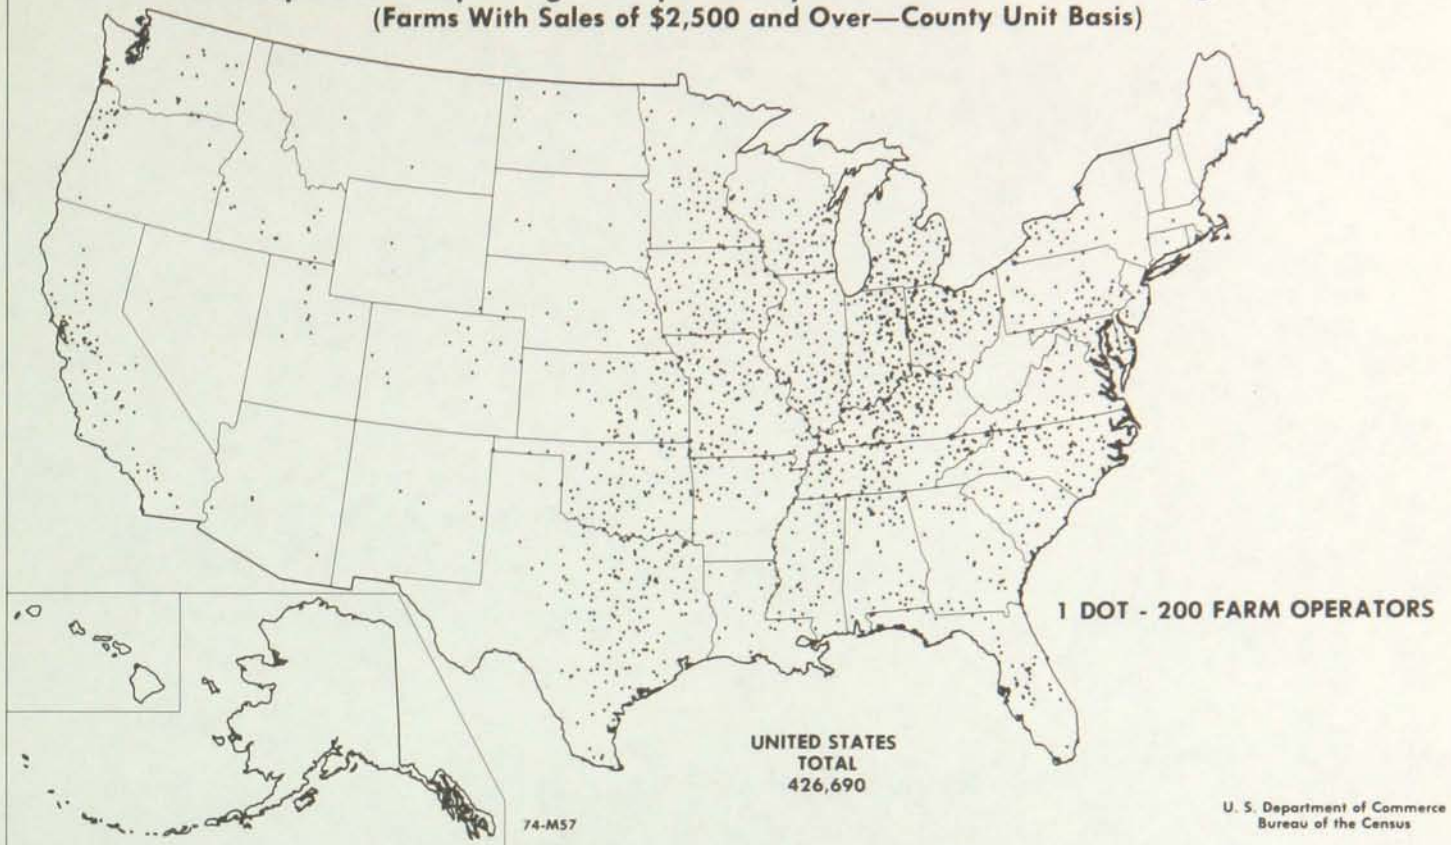 (Farms With Sales of $2,500 and Over—County Unit Basis)
1 DOT - 200 FARM OPERATORS
UNITED STATES
TOTAL
426,690
74-M57
U. S. Department of Commerce
Bureau of the Census